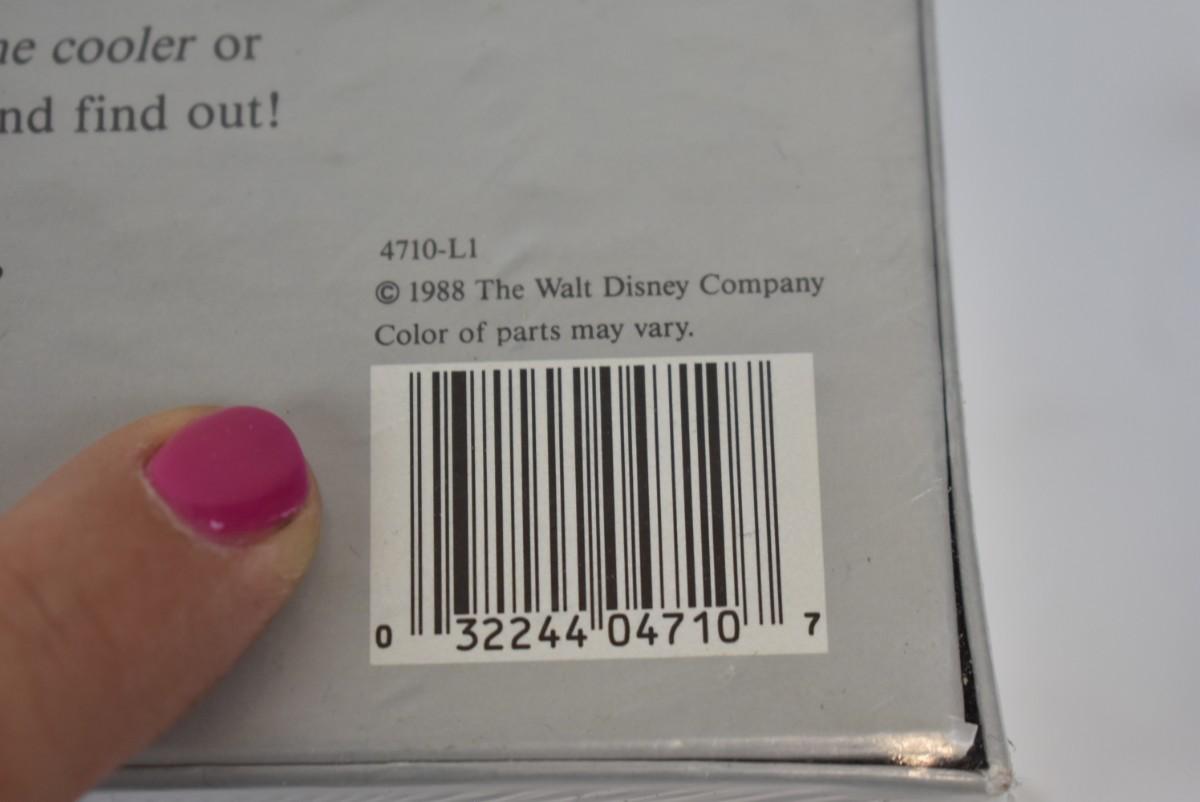 he cooler or
nd find out!
4710-L1
© 1988 The Walt Disney Company
Color of parts may vary.
0 32244 04710 7